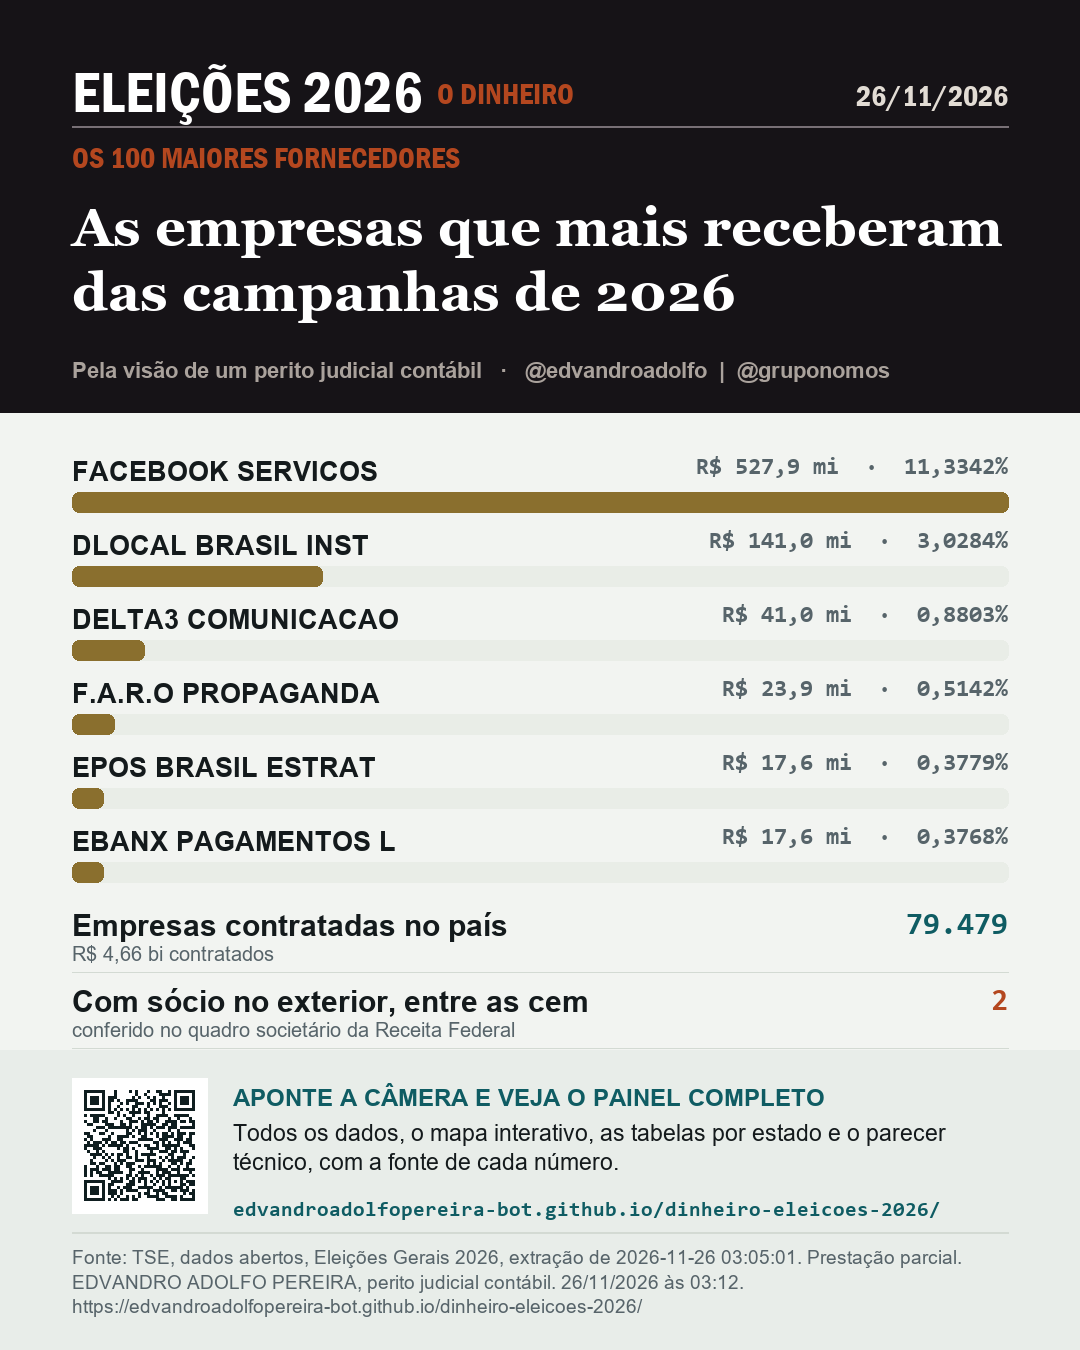 ELEIÇÕES 2026 O DINHEIRO 26/11/2026
OS 100 MAIORES FORNECEDORES
As empresas que mais receberam
das campanhas de 2026
Pela visão de um perito judicial contábil · @edvandroadolfo | @gruponomos
FACEBOOK SERVICOS R$ 527,9 mi · 11,3342%
DLOCAL BRASIL INST R$ 141,0 mi · 3,0284%
DELTA3 COMUNICACAO R$ 41,0 mi · 0,8803%
F.A.R.O PROPAGANDA R$ 23,9 mi · 0,5142%
EPOS BRASIL ESTRAT R$ 17,6 mi · 0,3779%
EBANX PAGAMENTOS L R$ 17,6 mi · 0,3768%
Empresas contratadas no país 79.479
R$ 4,66 bi contratados
Com sócio no exterior, entre as cem 2
conferido no quadro societário da Receita Federal
APONTE A CÂMERA E VEJA O PAINEL COMPLETO
Todos os dados, o mapa interativo, as tabelas por estado e o parecer
técnico, com a fonte de cada número.
edvandroadolfopereira-bot.github.io/dinheiro-eleicoes-2026/
Fonte: TSE, dados abertos, Eleições Gerais 2026, extração de 2026-11-26 03:05:01. Prestação parcial.
EDVANDRO ADOLFO PEREIRA, perito judicial contábil. 26/11/2026 às 03:12.
https://edvandroadolfopereira-bot.github.io/dinheiro-eleicoes-2026/